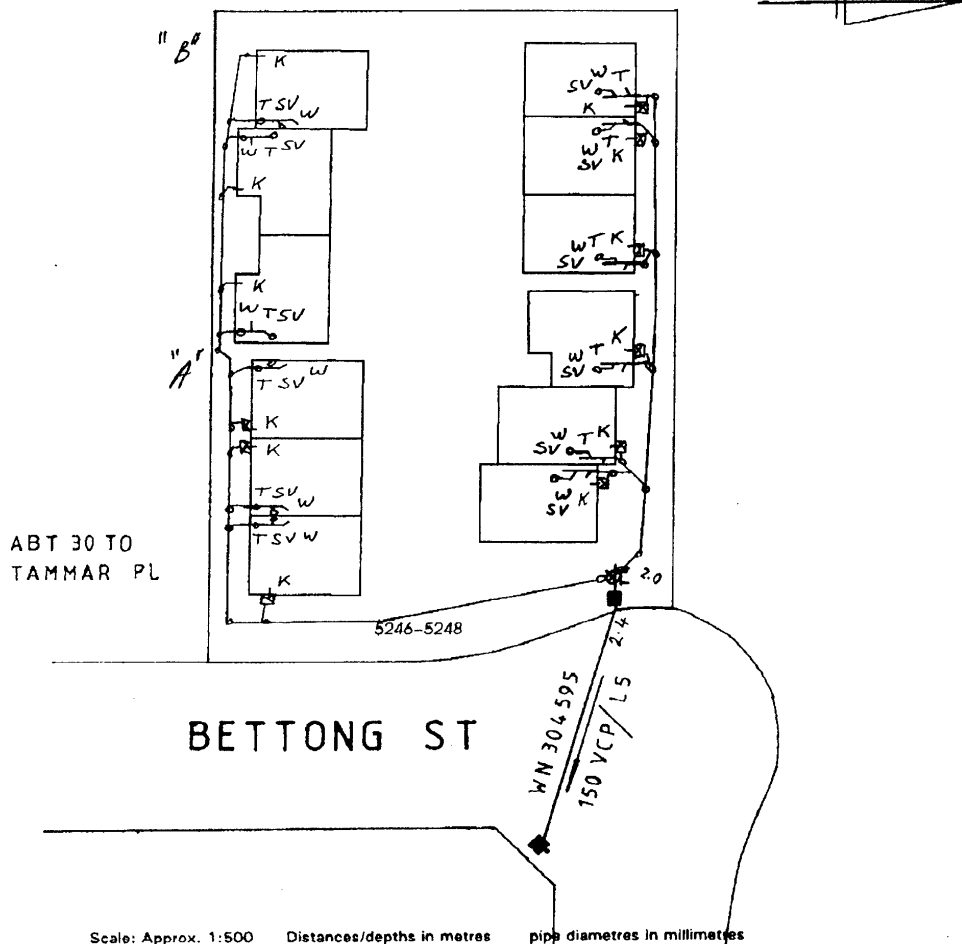 "B"
K
T SV W
W T SV
K
K
W T SV
"A"
T SV W
K
K
T SV W
T SV W
K
SV W T
K
W T
SV K
W T K
SV
W T K
SV
W T K
SV
W
SV K
2.0
ABT 30 TO
TAMMAR PL
5246-5248
2.4
BETTONG ST
WN 304595
150 VCP/LS
Scale: Approx. 1:500 Distances/depths in metres pipe diametres in millimetres